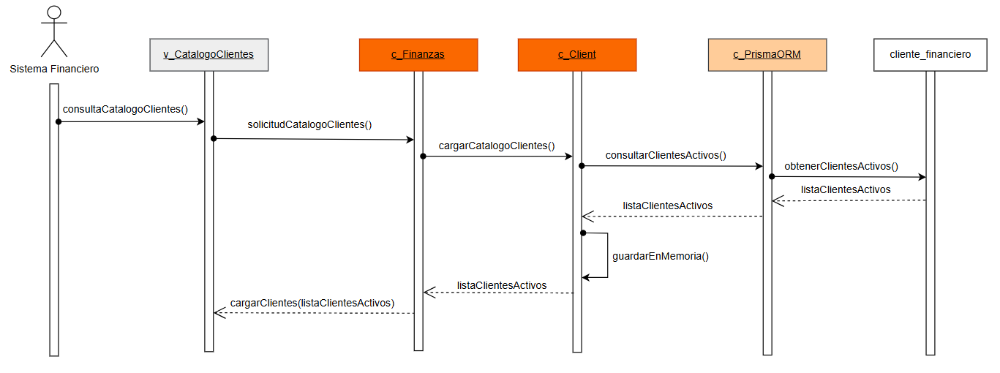 Sistema Financiero
v_CatalogoClientes
c_Finanzas
c_Client
c_PrismaORM
cliente_financiero
consultaCatalogoClientes()
solicitudCatalogoClientes()
cargarCatalogoClientes()
consultarClientesActivos()
obtenerClientesActivos()
listaClientesActivos
listaClientesActivos
guardarEnMemoria()
listaClientesActivos
cargarClientes(listaClientesActivos)